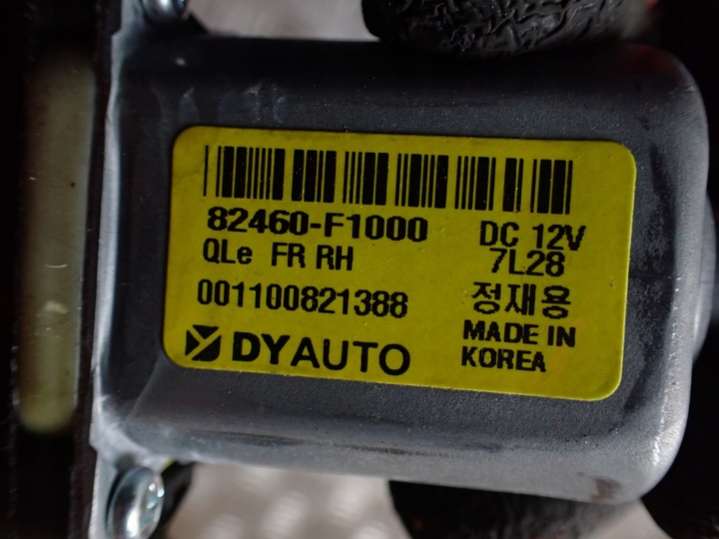 82460-F1000 DC 12V
QLe FR RH 7L28
001100821388 정재용
DYAUTO MADE IN
KOREA